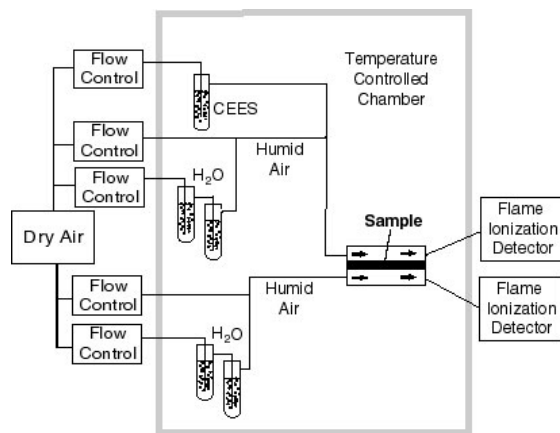 Flow
Control
CEES
Temperature
Controlled
Chamber
Flow
Control
Humid
Air
Flow
Control
H2O
Dry Air
Sample
Flame
Ionization
Detector
Flow
Control
Humid
Air
Flame
Ionization
Detector
Flow
Control
H2O